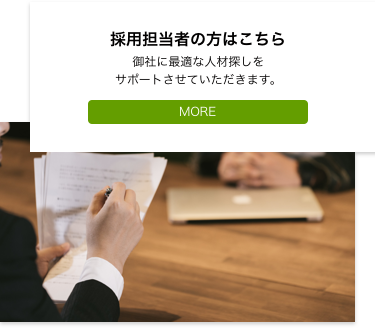 採用担当者の方はこちら
御社に最適な人材探しを
サポートさせていただきます。
MORE